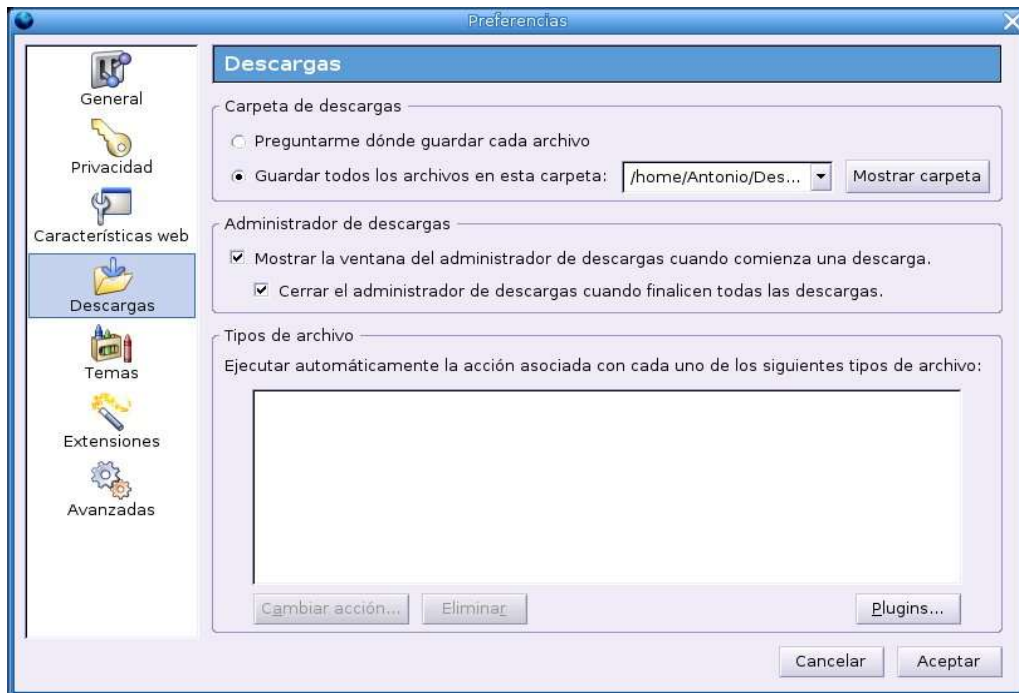 Preferencias
General
Privacidad
Características web
Descargas
Temas
Extensiones
Avanzadas
Descargas
Carpeta de descargas
Preguntarme dónde guardar cada archivo
Guardar todos los archivos en esta carpeta: /home/Antonio/Des... Mostrar carpeta
Administrador de descargas
Mostrar la ventana del administrador de descargas cuando comienza una descarga.
Cerrar el administrador de descargas cuando finalicen todas las descargas.
Tipos de archivo
Ejecutar automáticamente la acción asociada con cada uno de los siguientes tipos de archivo:
Cambiar acción... Eliminar Plugins...
Cancelar Aceptar